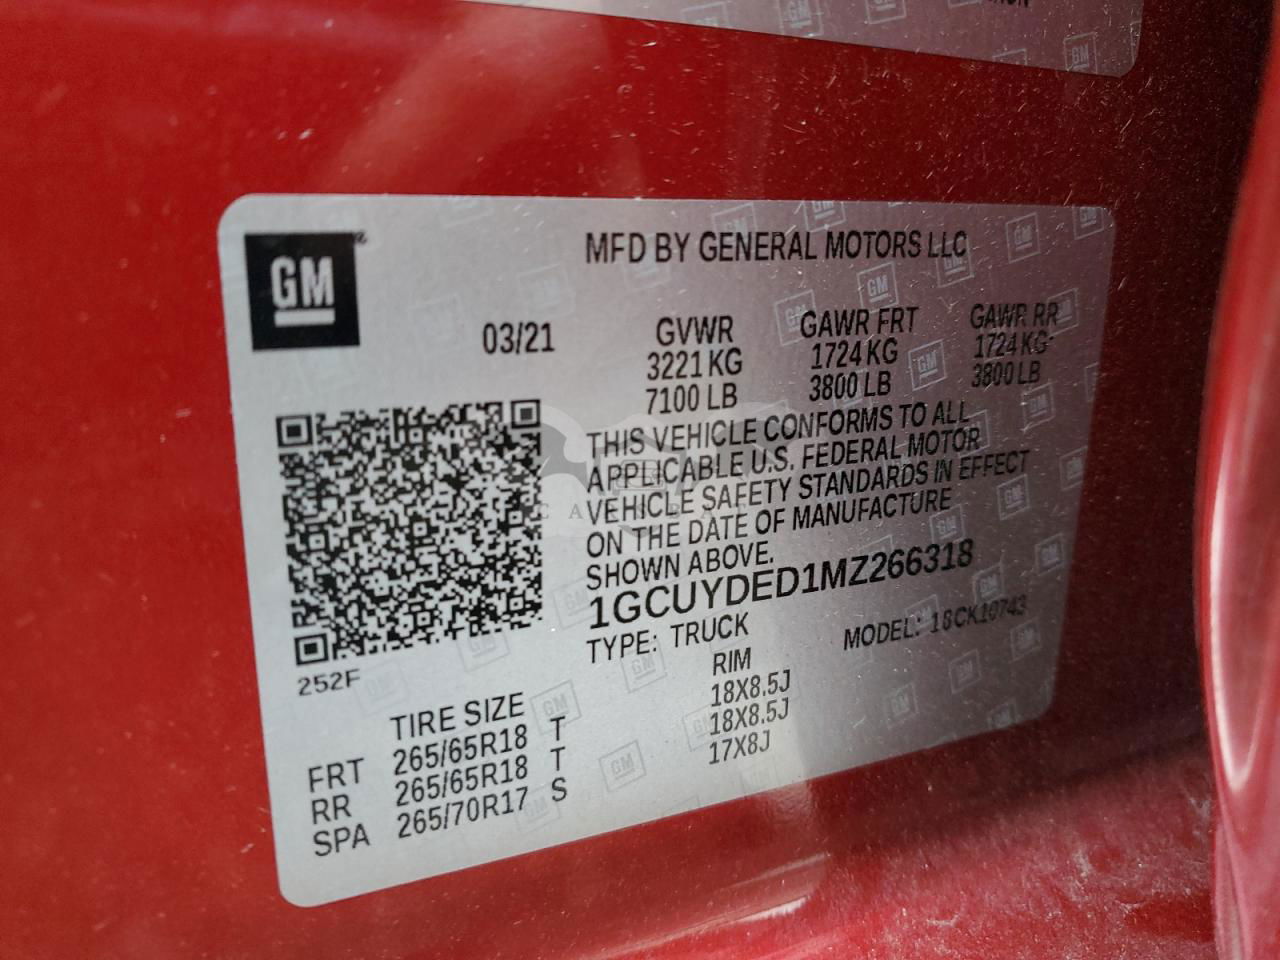 GM
MFD BY GENERAL MOTORS LLC
03/21
GVWR GAWR FRT GAWR RR
3221 KG 1724 KG 1724 KG
7100 LB 3800 LB 3800 LB
THIS VEHICLE CONFORMS TO ALL
APPLICABLE U.S. FEDERAL MOTOR
VEHICLE SAFETY STANDARDS IN EFFECT
ON THE DATE OF MANUFACTURE
SHOWN ABOVE.
1GCUYDED1MZ266318
TYPE: TRUCK MODEL: 18CK10743
252F
TIRE SIZE RIM
FRT 265/65R18 T 18X8.5J
RR 265/65R18 T 18X8.5J
SPA 265/70R17 S 17X8J